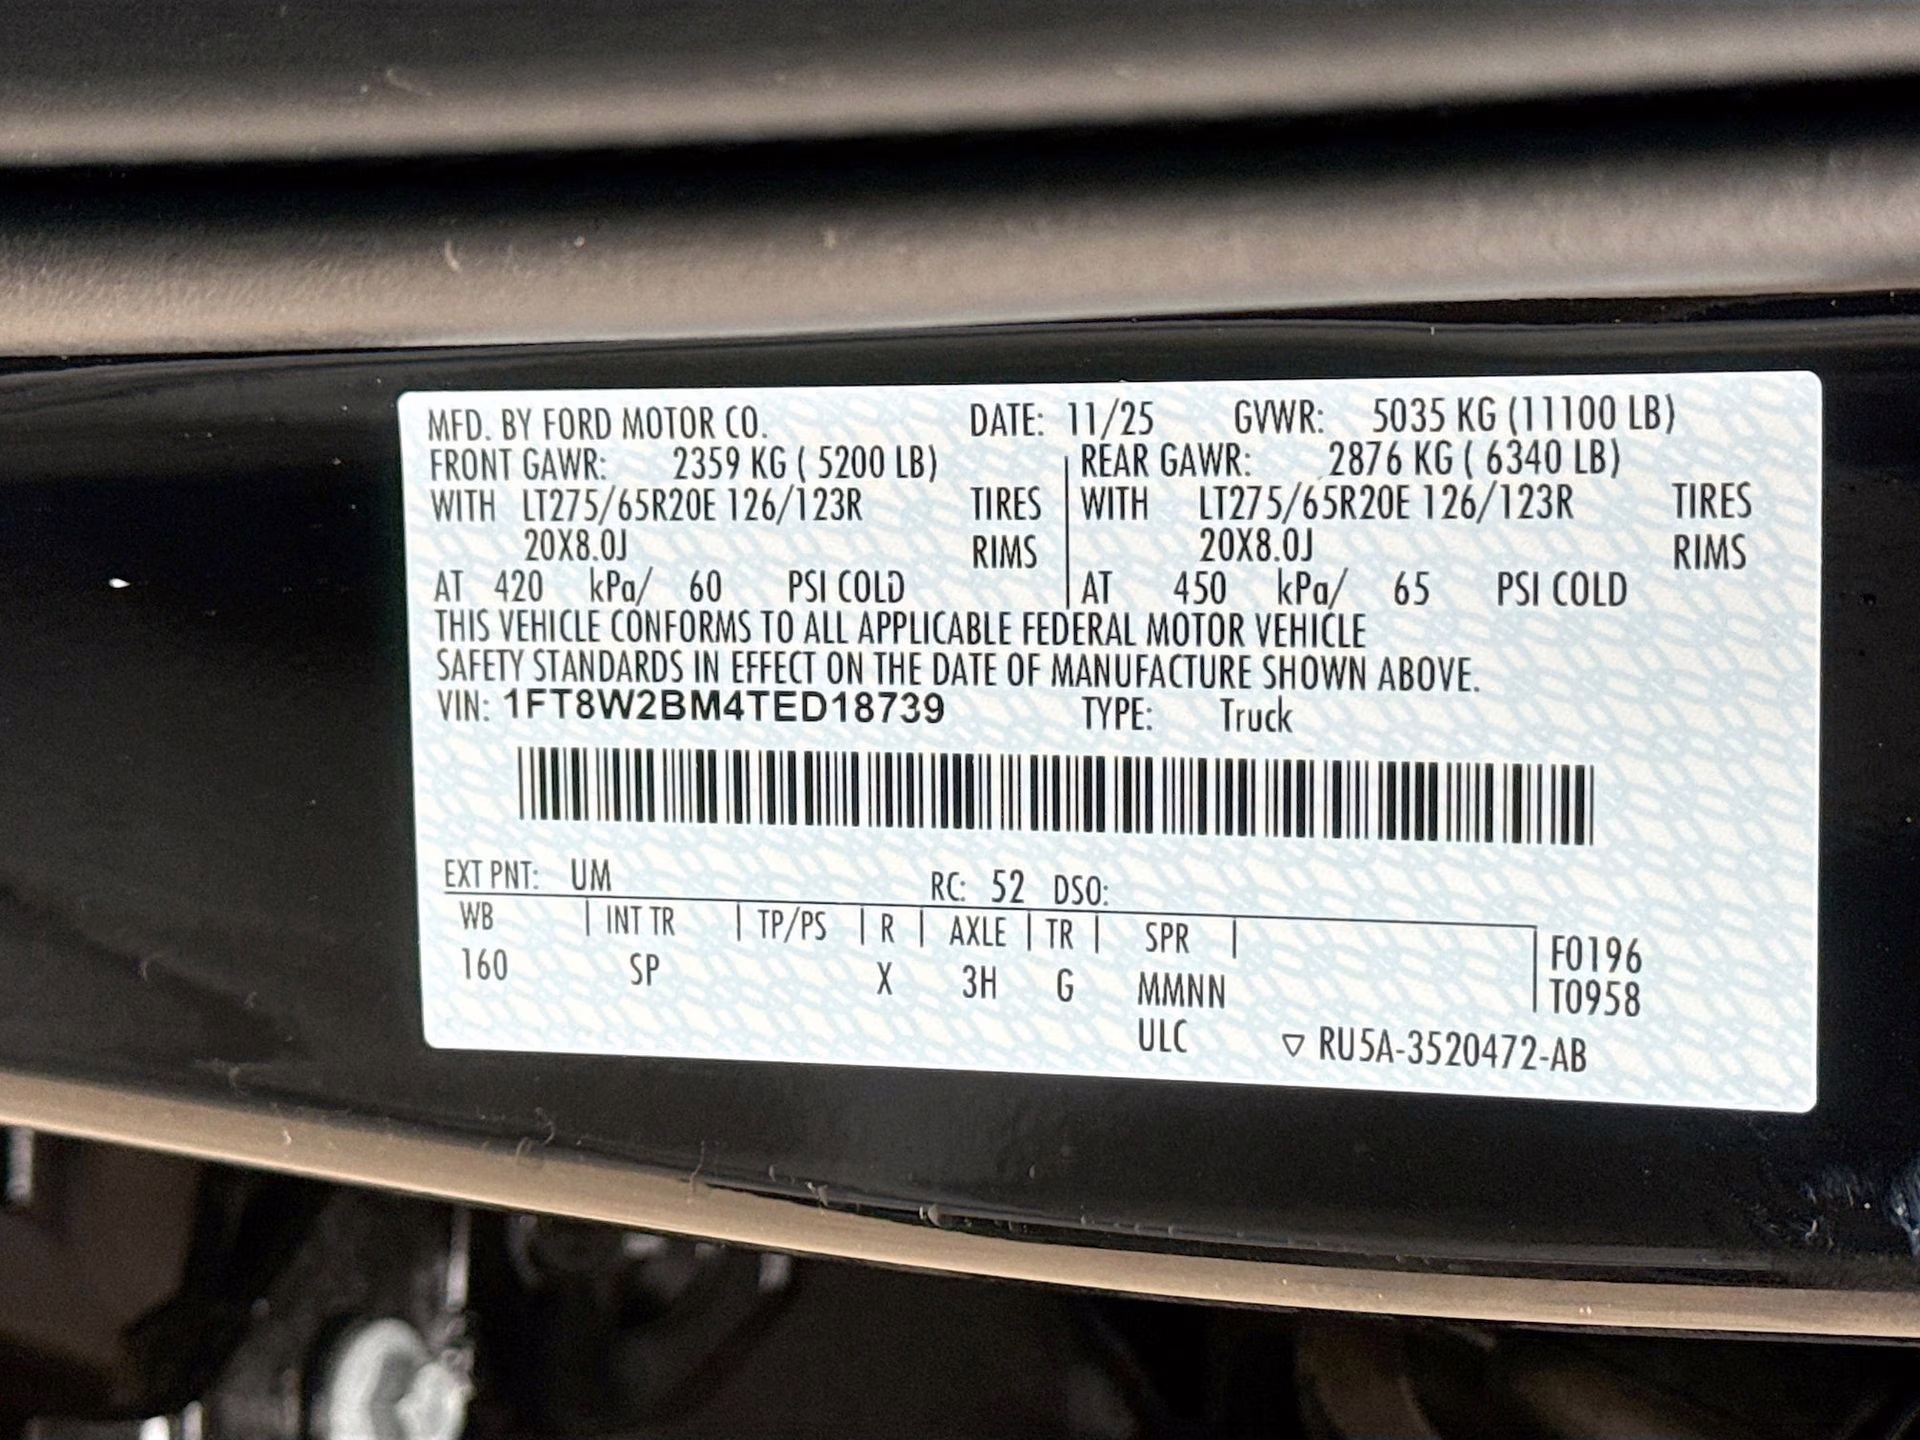 MFD. BY FORD MOTOR CO. DATE: 11/25 GVWR: 5035 KG (11100 LB)
FRONT GAWR: 2359 KG ( 5200 LB) REAR GAWR: 2876 KG ( 6340 LB)
WITH LT275/65R20E 126/123R TIRES WITH LT275/65R20E 126/123R TIRES
20X8.0J RIMS 20X8.0J RIMS
AT 420 kPa/ 60 PSI COLD AT 450 kPa/ 65 PSI COLD
THIS VEHICLE CONFORMS TO ALL APPLICABLE FEDERAL MOTOR VEHICLE
SAFETY STANDARDS IN EFFECT ON THE DATE OF MANUFACTURE SHOWN ABOVE.
VIN: 1FT8W2BM4TED18739 TYPE: Truck
EXT PNT: UM RC: 52 DSO:
WB INT TR TP/PS R AXLE TR SPR F0196
160 SP X 3H G MMNN T0958
ULC ▽ RU5A-3520472-AB